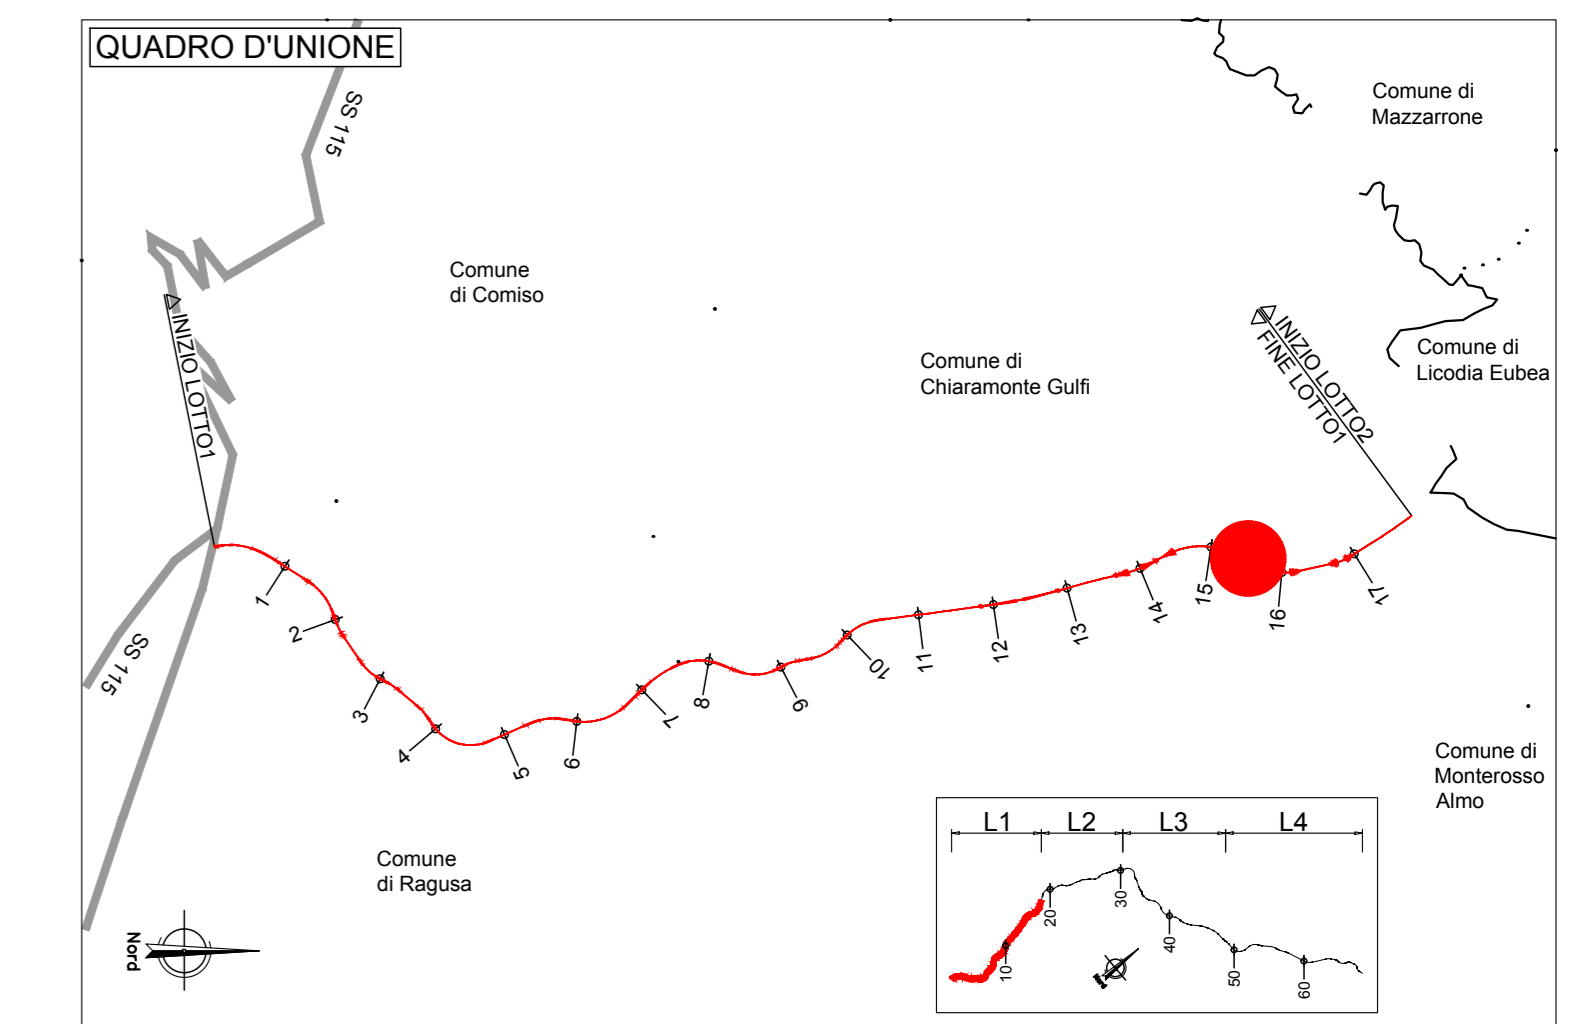 QUADRO D'UNIONE
SS 115
Comune di
Mazzarrone
Comune
di Comiso
INIZIO LOTTO1
Comune di
Chiaramonte Gulfi
INIZIO LOTTO2
FINE LOTTO1
Comune di
Licodia Eubea
SS 115
1
2
3
4
5
6
7
8
9
10
11
12
13
14
15
16
17
Comune di
Monterosso
Almo
Comune
di Ragusa
Nord
L1
L2
L3
L4
10
20
30
40
50
60